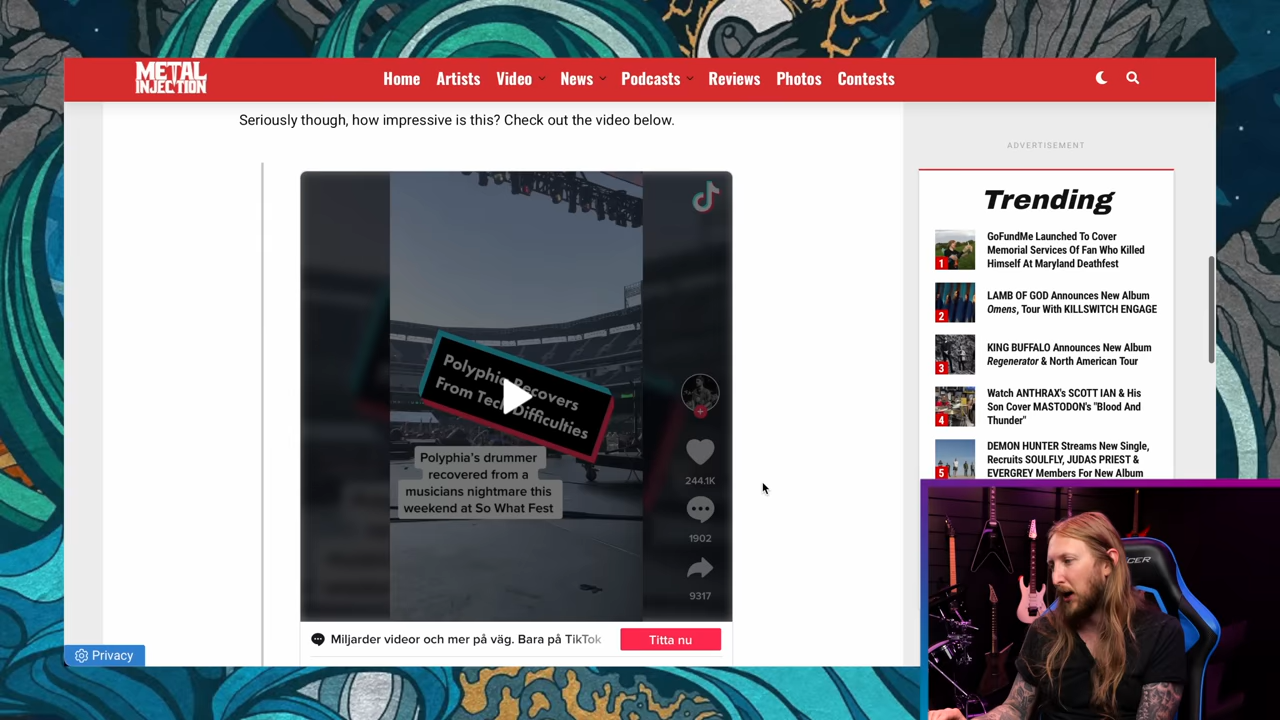 METAL
INJECTION
Home Artists Video News Podcasts Reviews Photos Contests
Seriously though, how impressive is this? Check out the video below.
ADVERTISEMENT
Trending
1
GoFundMe Launched To Cover
Memorial Services Of Fan Who Killed
Himself At Maryland Deathfest
2
LAMB OF GOD Announces New Album
Omens, Tour With KILLSWITCH ENGAGE
3
KING BUFFALO Announces New Album
Regenerator & North American Tour
4
Watch ANTHRAX's SCOTT IAN & His
Son Cover MASTODON's "Blood And
Thunder"
5
DEMON HUNTER Streams New Single,
Recruits SOULFLY, JUDAS PRIEST &
EVERGREY Members For New Album
Polyphia Recovers
From Tech Difficulties
Polyphia's drummer
recovered from a
musicians nightmare this
weekend at So What Fest
244.1K
1902
9317
Miljarder videor och mer på väg. Bara på TikTok
Titta nu
Privacy